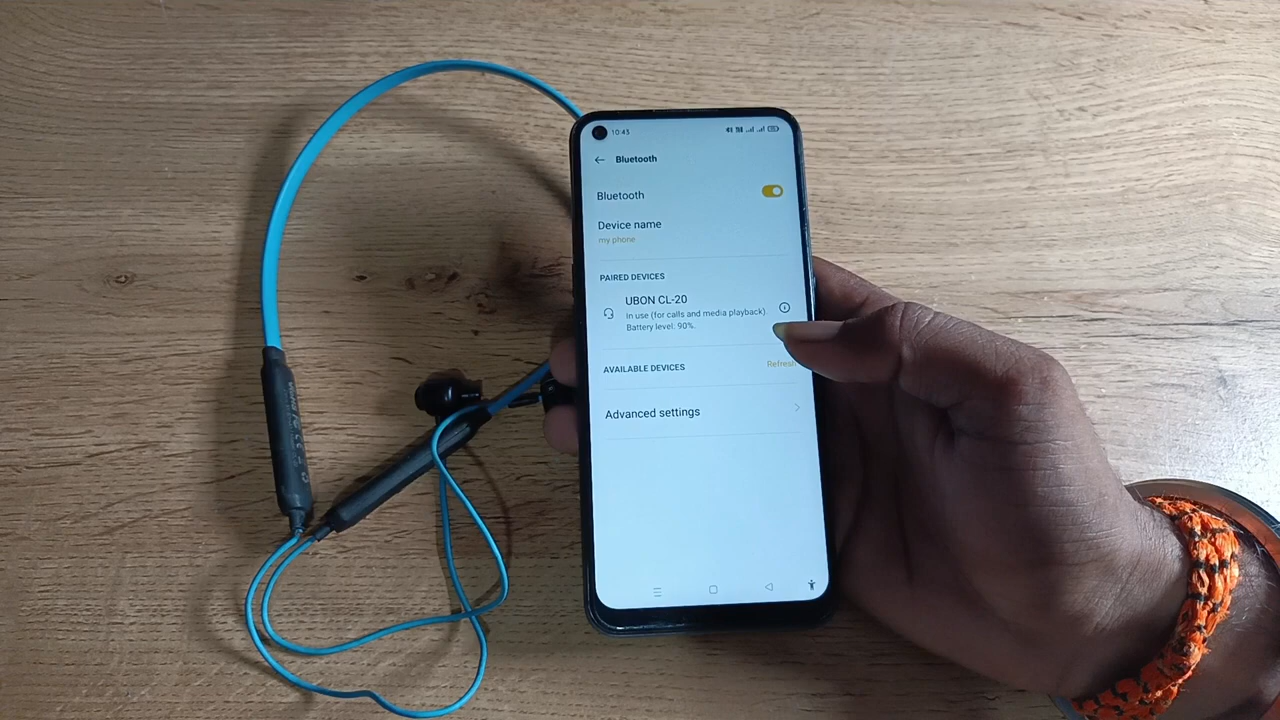 10:45
Bluetooth
Bluetooth
Device name
my phone
PAIRED DEVICES
UBON CL-20
In use (for calls and media playback).
Battery level: 90%.
AVAILABLE DEVICES
Refresh
Advanced settings